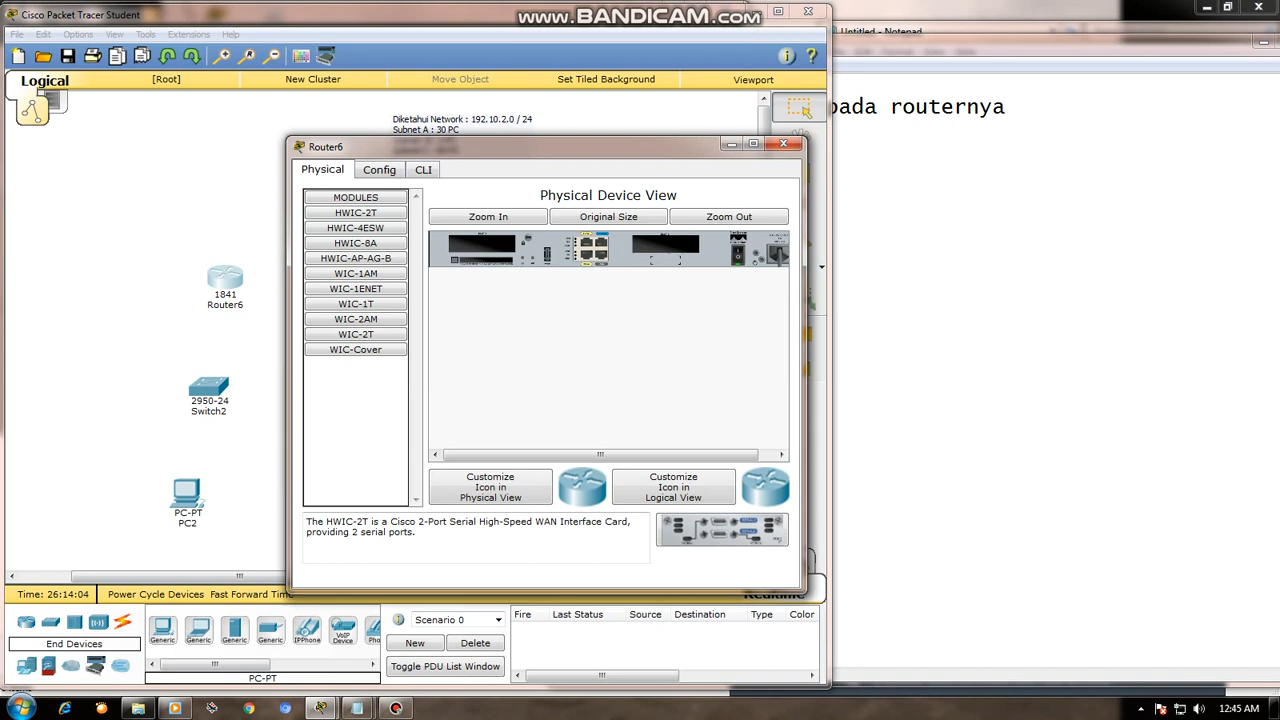 Cisco Packet Tracer Student
www.BANDICAM.com
Untitled - Notepad
File Edit Options View Tools Extensions Help
Logical
[Root]
New Cluster
Move Object
Set Tiled Background
Viewport
pada routernya
Diketahui Network : 192.10.2.0 / 24
Subnet A : 30 PC
Router6
Physical
Config
CLI
MODULES
HWIC-2T
HWIC-4ESW
HWIC-8A
HWIC-AP-AG-B
WIC-1AM
WIC-1ENET
WIC-1T
WIC-2AM
WIC-2T
WIC-Cover
Physical Device View
Zoom In
Original Size
Zoom Out
Customize
Icon in
Physical View
Customize
Icon in
Logical View
The HWIC-2T is a Cisco 2-Port Serial High-Speed WAN Interface Card,
providing 2 serial ports.
1841
Router6
2950-24
Switch2
PC-PT
PC2
Time: 26:14:04
Power Cycle Devices Fast Forward Time
Realtime
End Devices
Generic
Generic
Generic
Generic
IPPhone
VoIP
Device
PC-PT
Scenario 0
New
Delete
Toggle PDU List Window
Fire
Last Status
Source
Destination
Type
Color
12:45 AM